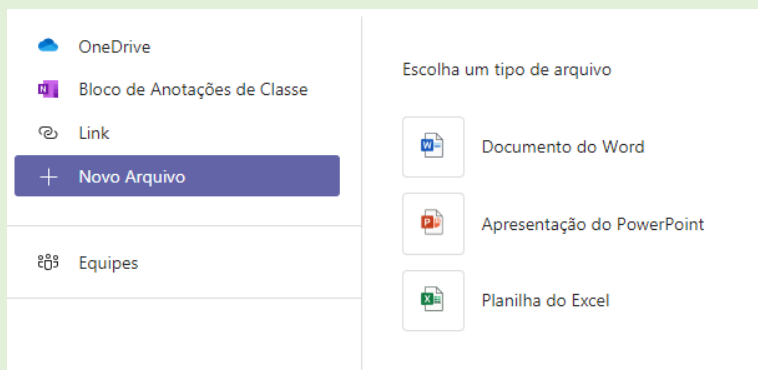 OneDrive
Bloco de Anotações de Classe
Link
Novo Arquivo
Equipes
Escolha um tipo de arquivo
Documento do Word
Apresentação do PowerPoint
Planilha do Excel